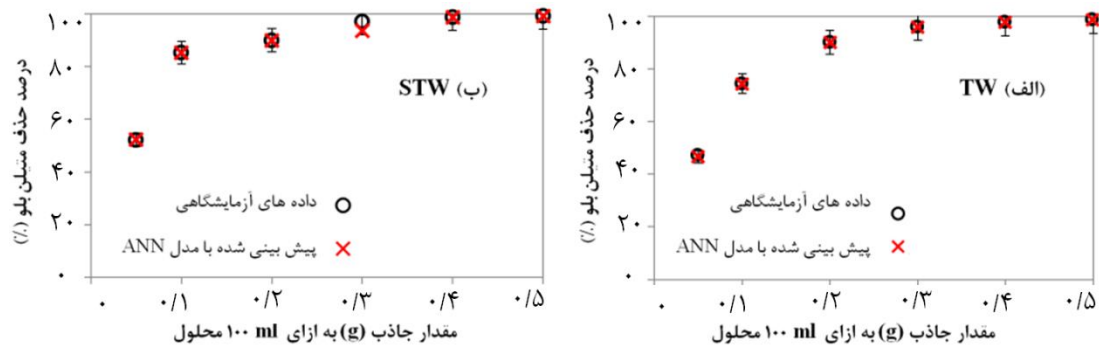 درصد حذف متیلن بلو (٪)
۱۰۰
۸۰
۶۰
۴۰
۲۰
۰
(الف) TW
داده های آزمایشگاهی
پیش بینی شده با مدل ANN
۰/۱ ۰/۲ ۰/۳ ۰/۴ ۰/۵
مقدار جاذب (g) به ازای ۱۰۰ ml محلول
درصد حذف متیلن بلو (٪)
۱۰۰
۸۰
۶۰
۴۰
۲۰
۰
(ب) STW
داده های آزمایشگاهی
پیش بینی شده با مدل ANN
۰ ۰/۱ ۰/۲ ۰/۳ ۰/۴ ۰/۵
مقدار جاذب (g) به ازای ۱۰۰ ml محلول